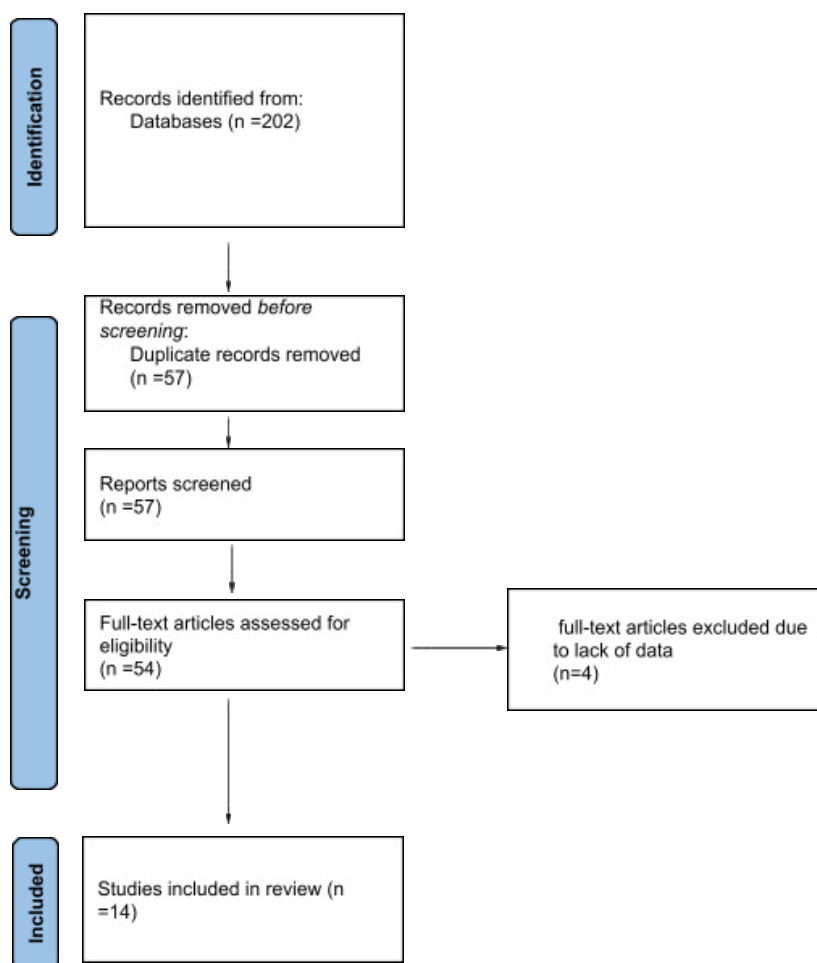 Identification
Records identified from:
Databases (n =202)
Screening
Records removed before
screening:
Duplicate records removed
(n =57)
Reports screened
(n =57)
Full-text articles assessed for
eligibility
(n =54)
full-text articles excluded due
to lack of data
(n=4)
Included
Studies included in review (n
=14)